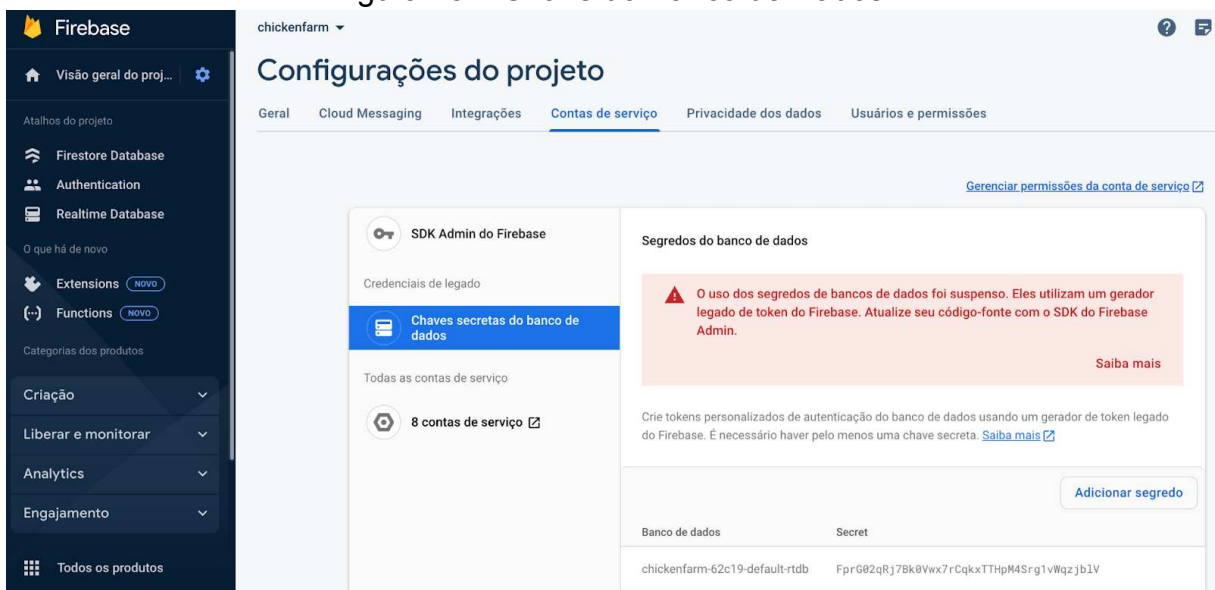 Firebase
Visão geral do proj...
Atalhos do projeto
Firestore Database
Authentication
Realtime Database
O que há de novo
Extensions NOVO
Functions NOVO
Categorias dos produtos
Criação
Liberar e monitorar
Analytics
Engajamento
Todos os produtos
chickenfarm
Configurações do projeto
Geral Cloud Messaging Integrações Contas de serviço Privacidade dos dados Usuários e permissões
Gerenciar permissões da conta de serviço
SDK Admin do Firebase
Credenciais de legado
Chaves secretas do banco de
dados
Todas as contas de serviço
8 contas de serviço
Segredos do banco de dados
O uso dos segredos de bancos de dados foi suspenso. Eles utilizam um gerador
legado de token do Firebase. Atualize seu código-fonte com o SDK do Firebase
Admin.
Saiba mais
Crie tokens personalizados de autenticação do banco de dados usando um gerador de token legado
do Firebase. É necessário haver pelo menos uma chave secreta. Saiba mais
Adicionar segredo
Banco de dados Secret
chickenfarm-62c19-default-rtdb FprG02qRj7Bk0Vwx7rCqkxTTHpM4Srg1vWqzjblV